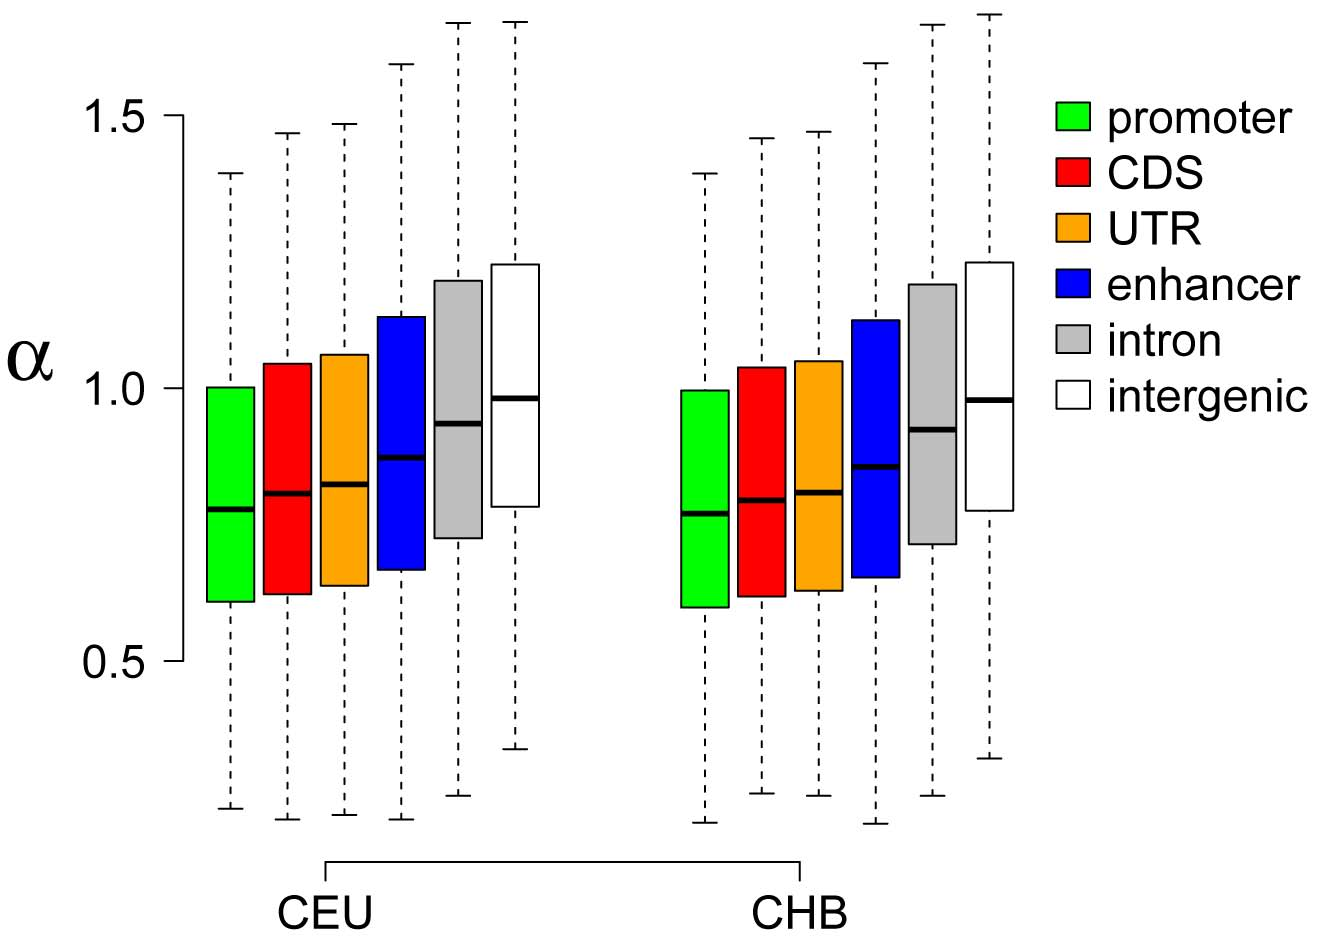 α
1.5
1.0
0.5
CEU
CHB
promoter
CDS
UTR
enhancer
intron
intergenic